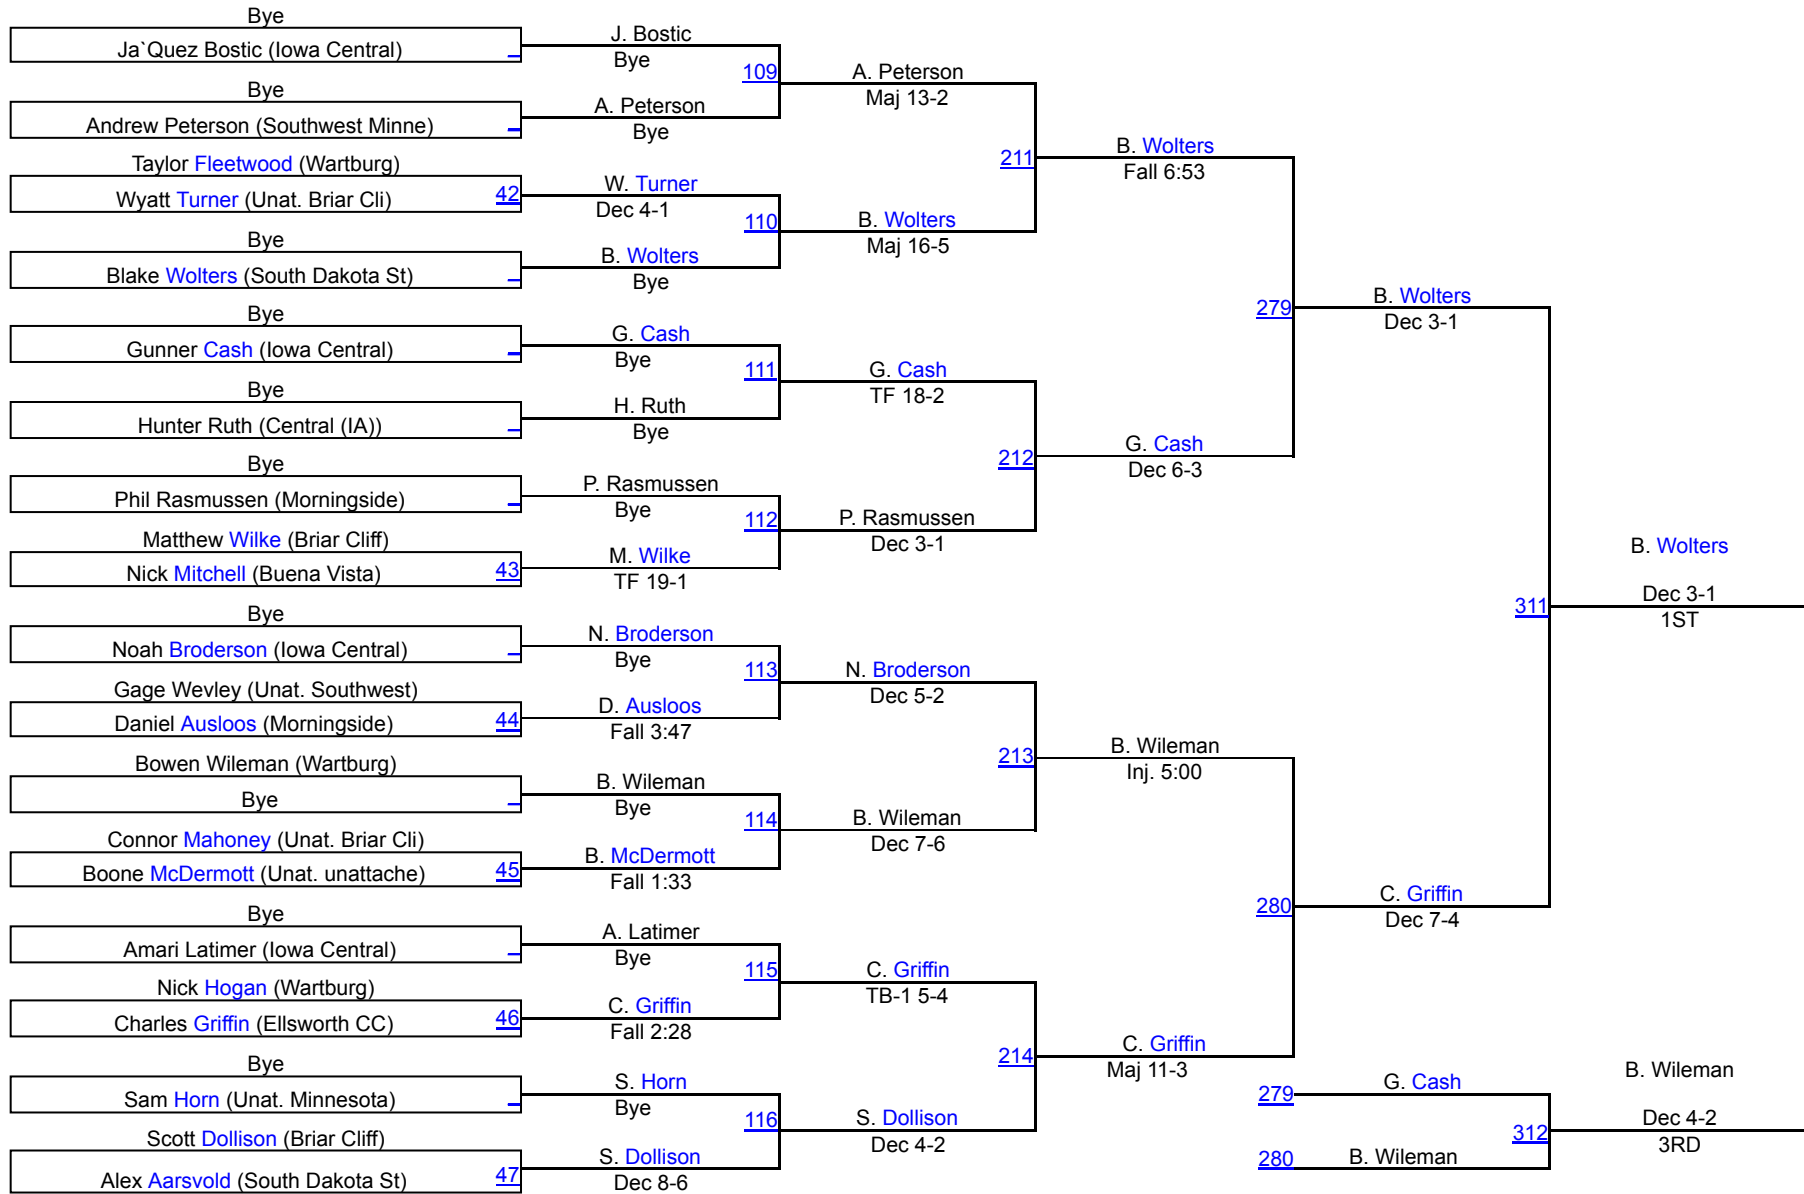 Bye
Ja`Quez Bostic (Iowa Central)
Bye
Andrew Peterson (Southwest Minne)
Taylor Fleetwood (Wartburg)
Wyatt Turner (Unat. Briar Cli)
42
Bye
Blake Wolters (South Dakota St)
Bye
Gunner Cash (Iowa Central)
Bye
Hunter Ruth (Central (IA))
Bye
Phil Rasmussen (Morningside)
Matthew Wilke (Briar Cliff)
Nick Mitchell (Buena Vista)
43
Bye
Noah Broderson (Iowa Central)
Gage Wevley (Unat. Southwest)
Daniel Ausloos (Morningside)
44
Bowen Wileman (Wartburg)
Bye
Connor Mahoney (Unat. Briar Cli)
Boone McDermott (Unat. unattache)
45
Bye
Amari Latimer (Iowa Central)
Nick Hogan (Wartburg)
Charles Griffin (Ellsworth CC)
46
Bye
Sam Horn (Unat. Minnesota)
Scott Dollison (Briar Cliff)
Alex Aarsvold (South Dakota St)
47
J. Bostic
Bye
109
A. Peterson
Bye
W. Turner
Dec 4-1
110
B. Wolters
Bye
G. Cash
Bye
111
H. Ruth
Bye
P. Rasmussen
Bye
112
M. Wilke
TF 19-1
N. Broderson
Bye
113
D. Ausloos
Fall 3:47
B. Wileman
Bye
114
B. McDermott
Fall 1:33
A. Latimer
Bye
115
C. Griffin
Fall 2:28
S. Horn
Bye
116
S. Dollison
Dec 8-6
A. Peterson
Maj 13-2
211
B. Wolters
Maj 16-5
G. Cash
TF 18-2
212
P. Rasmussen
Dec 3-1
N. Broderson
Dec 5-2
213
B. Wileman
Dec 7-6
C. Griffin
TB-1 5-4
214
S. Dollison
Dec 4-2
B. Wolters
Fall 6:53
279
G. Cash
Dec 6-3
B. Wileman
Inj. 5:00
280
C. Griffin
Maj 11-3
B. Wolters
Dec 3-1
311
C. Griffin
Dec 7-4
B. Wolters
Dec 3-1
1ST
279
G. Cash
312
280
B. Wileman
B. Wileman
Dec 4-2
3RD